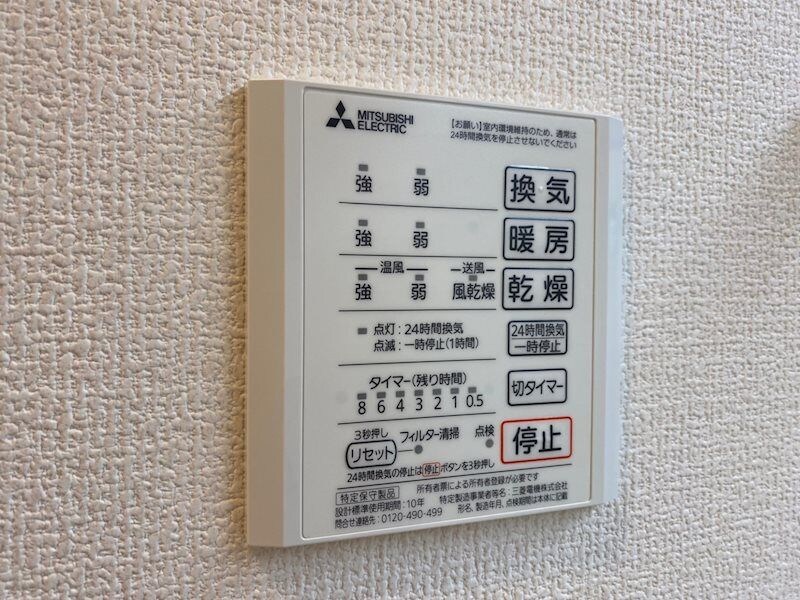 MITSUBISHI
ELECTRIC
【お願い】室内環境維持のため、通常は
24時間換気を停止させないでください
強 弱 換気
強 弱 暖房
温風 送風
強 弱 風乾燥 乾燥
点灯：24時間換気
点滅：一時停止(1時間)
24時間換気
一時停止
タイマー(残り時間)
8 6 4 3 2 1 0.5
切タイマー
3秒押し
リセット フィルター清掃 点検 停止
24時間換気の停止は停止ボタンを3秒押し
特定保守製品 所有者票による所有者登録が必要です
設計標準使用期間：10年 特定製造事業者等名：三菱電機株式会社
問合せ連絡先：0120-490-499 形名、製造年月、点検期間は本体に記載